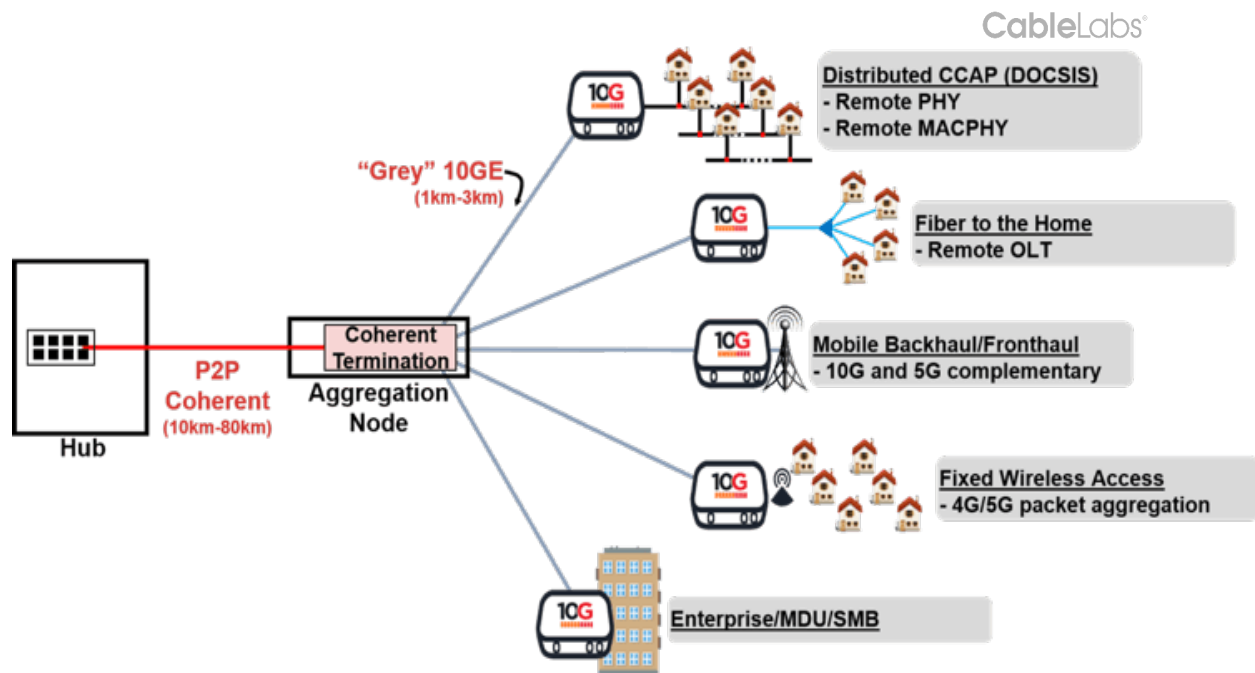 CableLabs
10G
Distributed CCAP (DOCSIS)
- Remote PHY
- Remote MACPHY
"Grey" 10GE
(1km-3km)
10G
Fiber to the Home
- Remote OLT
Coherent
Termination
Aggregation
Node
P2P
Coherent
(10km-80km)
Hub
10G
Mobile Backhaul/Fronthaul
- 10G and 5G complementary
10G
Fixed Wireless Access
- 4G/5G packet aggregation
10G
Enterprise/MDU/SMB